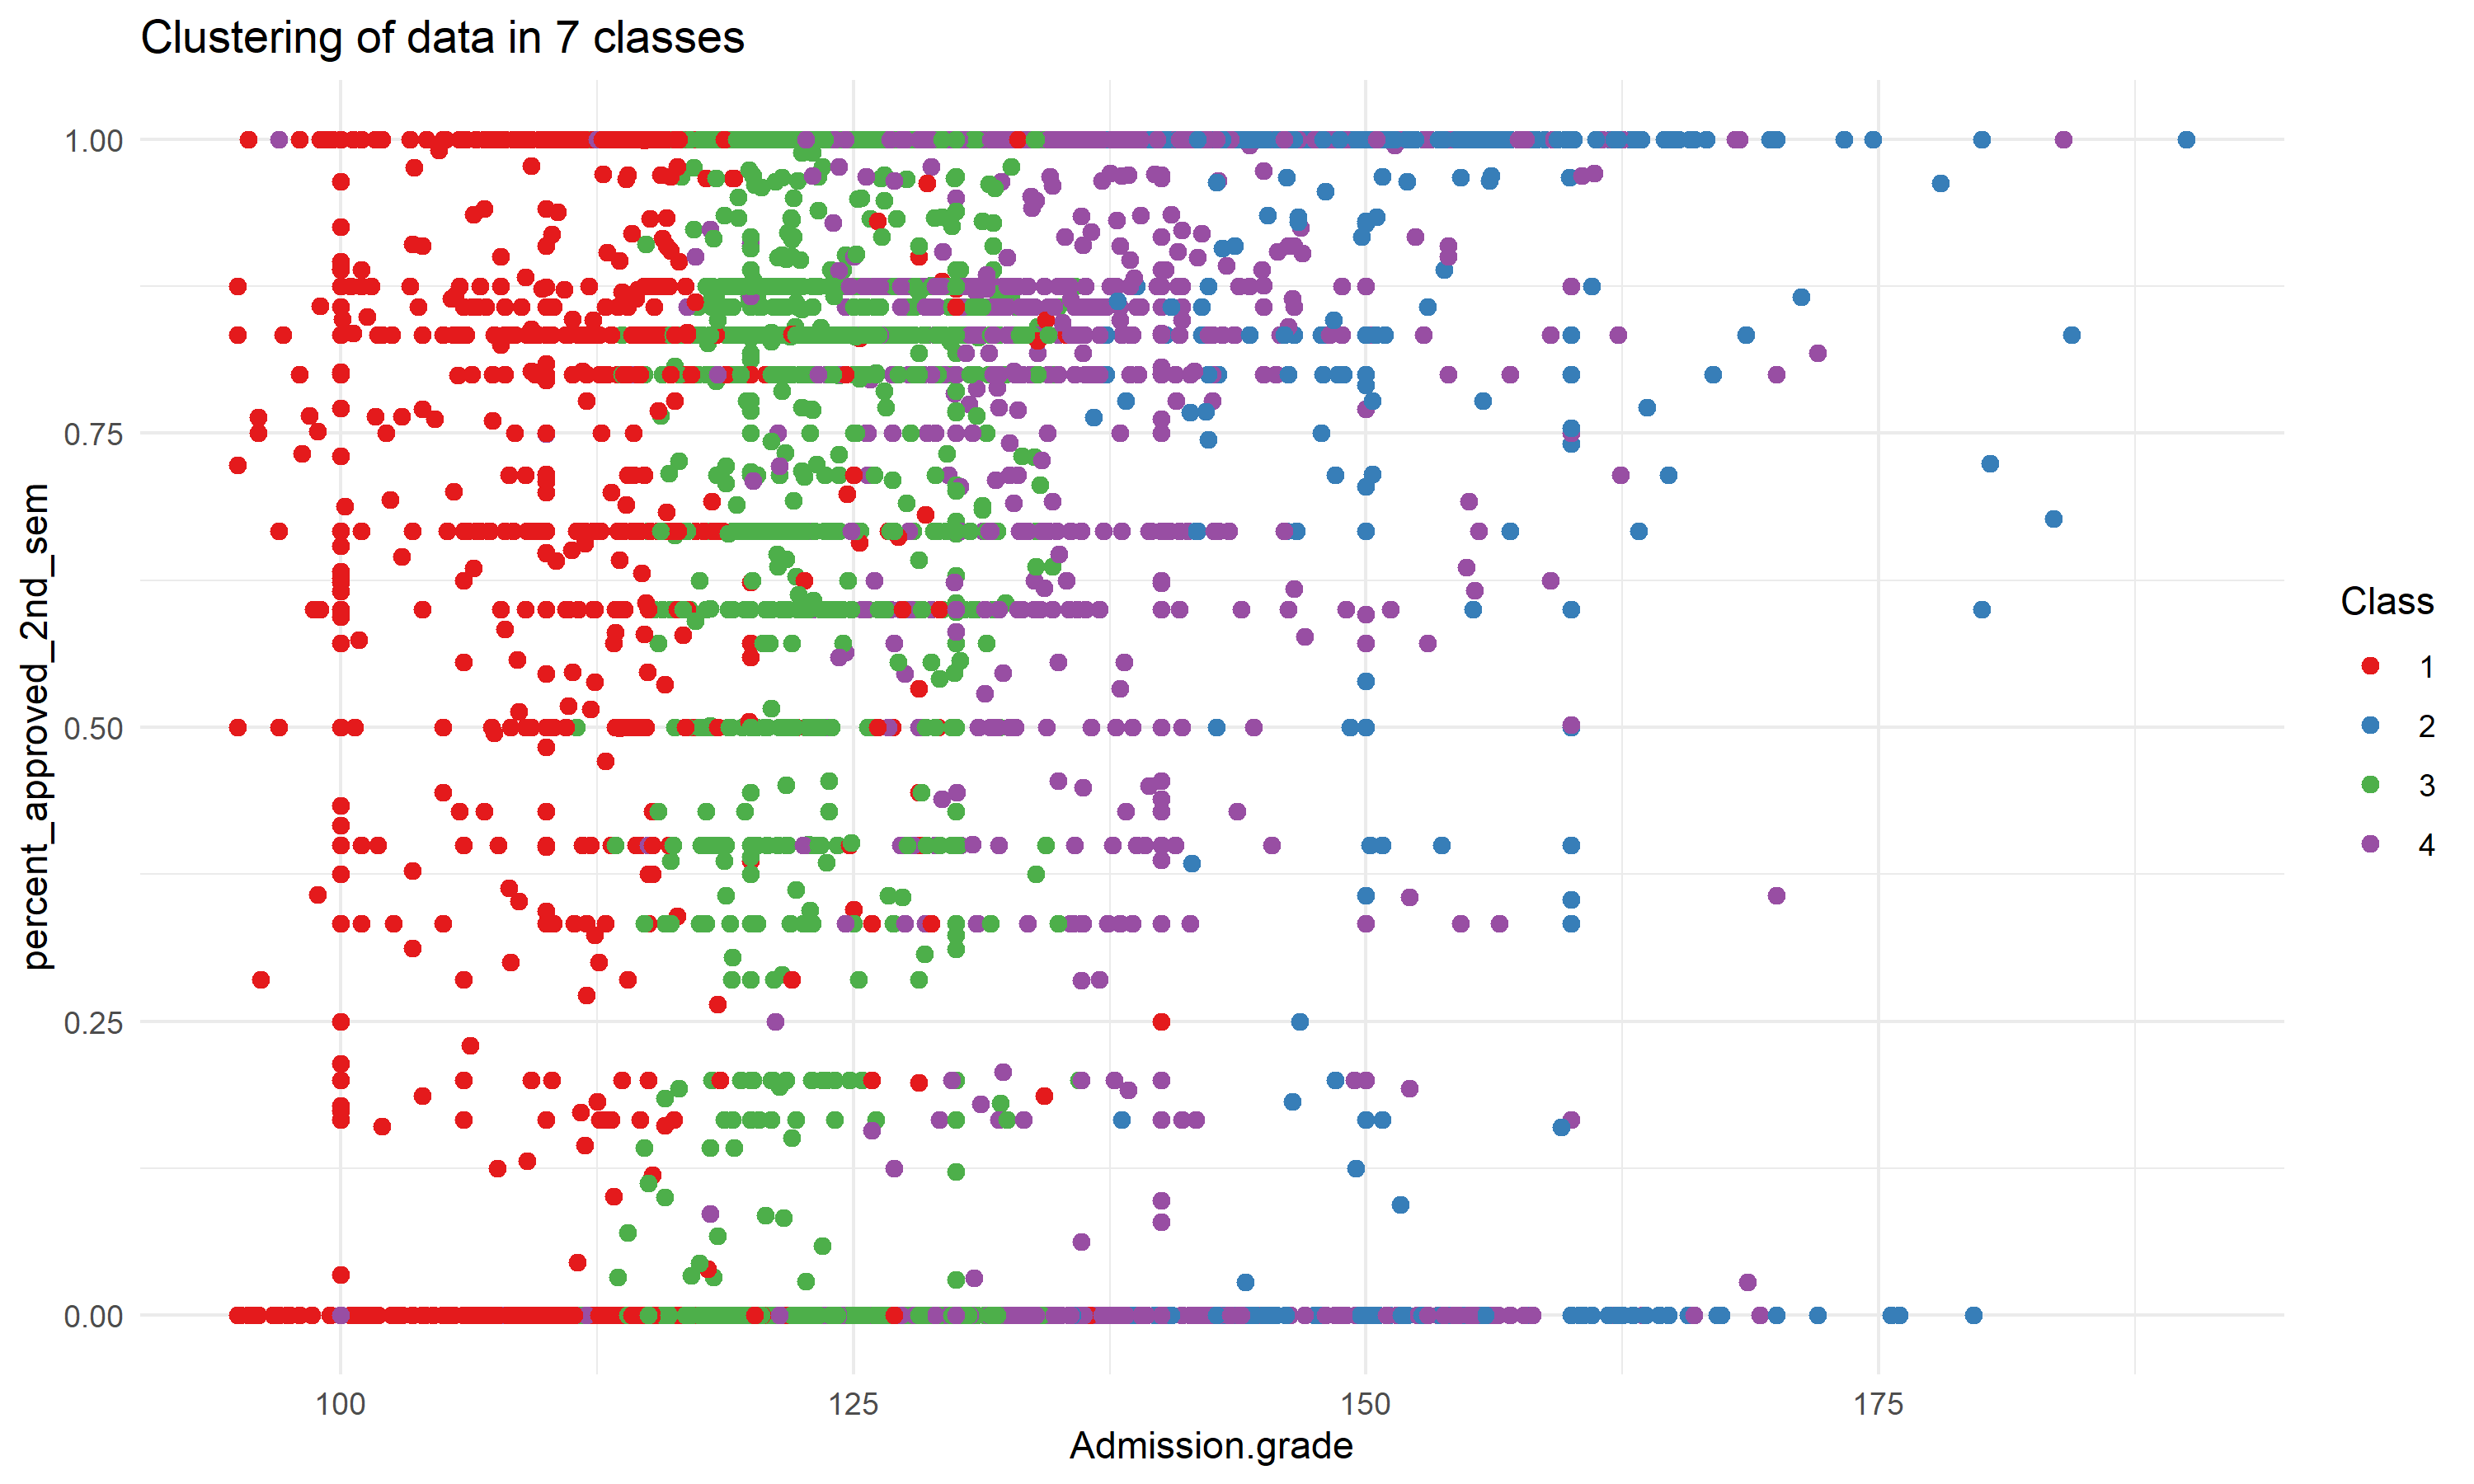 Clustering of data in 7 classes
1.00
0.75
0.50
0.25
0.00
percent_approved_2nd_sem
100 125 150 175
Admission.grade
Class
1
2
3
4